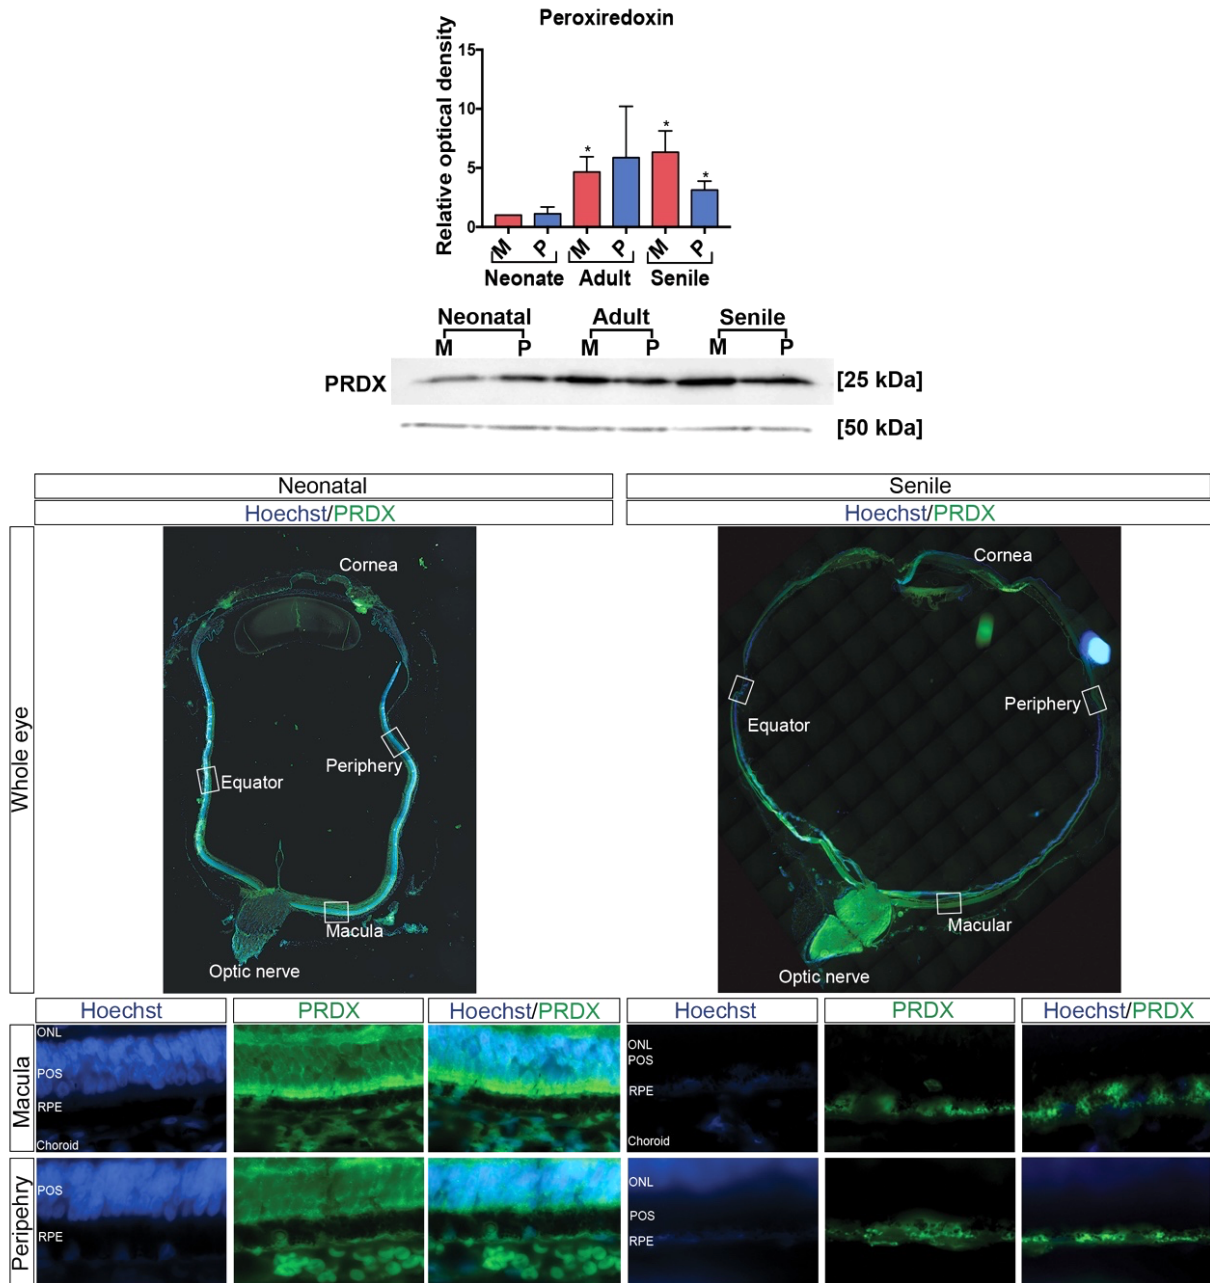 Peroxiredoxin
Relative optical density
15
10
5
0
* * *
M P M P M P
Neonate Adult Senile
Neonatal Adult Senile
M P M P M P
PRDX [25 kDa]
[50 kDa]
Neonatal Senile
Hoechst/PRDX Hoechst/PRDX
Whole eye
Cornea
Equator
Periphery
Macula
Optic nerve
Cornea
Equator
Periphery
Macular
Optic nerve
Hoechst PRDX Hoechst/PRDX Hoechst PRDX Hoechst/PRDX
Macula
ONL
POS
RPE
Choroid
ONL
POS
RPE
Choroid
Peripehry
POS
RPE
ONL
POS
RPE